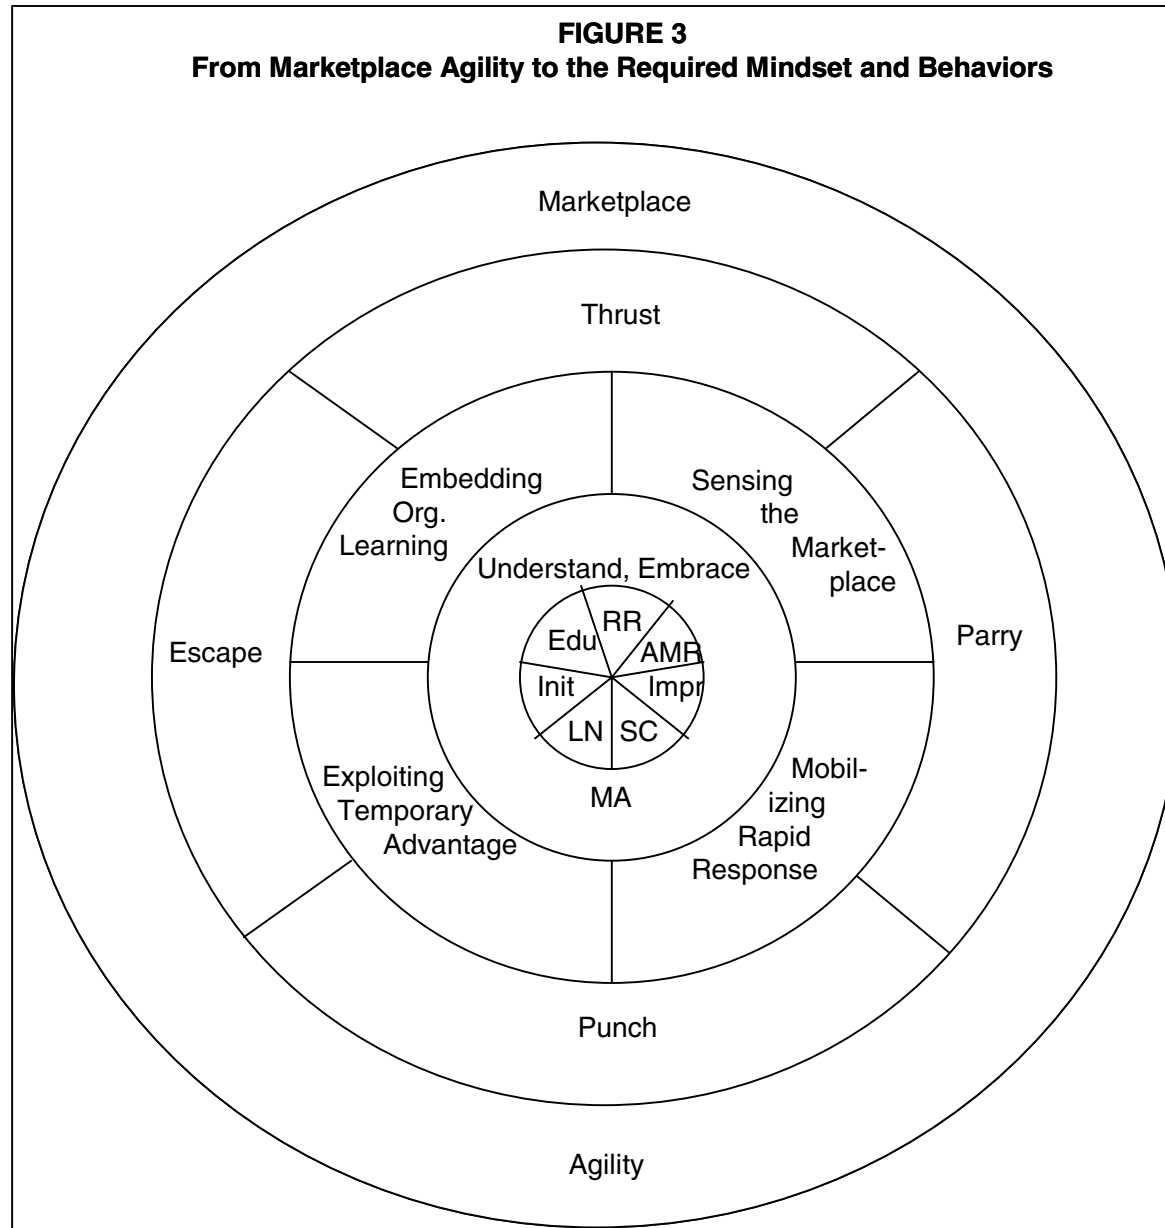 FIGURE 3
From Marketplace Agility to the Required Mindset and Behaviors
Marketplace
Thrust
Embedding
Org.
Learning
Sensing
the
Market-
place
Understand, Embrace
Escape
Parry
RR
Edu
AMR
Init
Impr
LN
SC
MA
Exploiting
Temporary
Advantage
Mobil-
izing
Rapid
Response
Punch
Agility